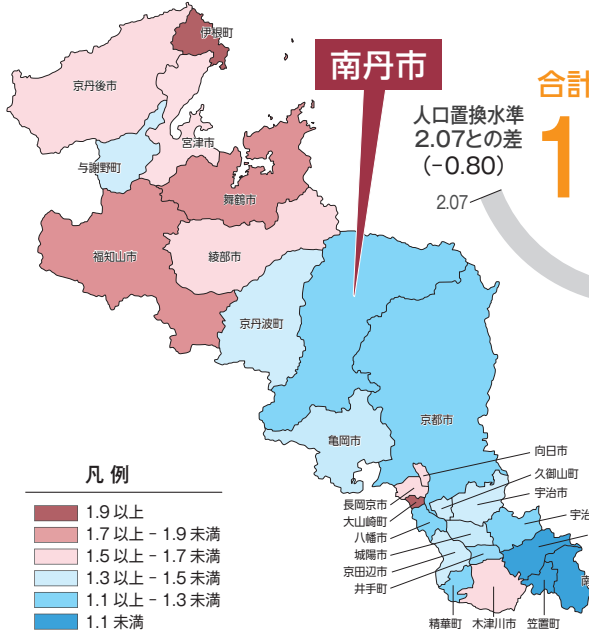 伊根町
京丹後市
南丹市
合計
人口置換水準
2.07との差
(−0.80)
1
2.07
宮津市
与謝野町
舞鶴市
福知山市
綾部市
京丹波町
京都市
亀岡市
向日市
久御山町
宇治市
長岡京市
大山崎町
八幡市
城陽市
京田辺市
井手町
宇治
南
精華町
木津川市
笠置町
凡 例
1.9 以上
1.7 以上 − 1.9 未満
1.5 以上 − 1.7 未満
1.3 以上 − 1.5 未満
1.1 以上 − 1.3 未満
1.1 未満